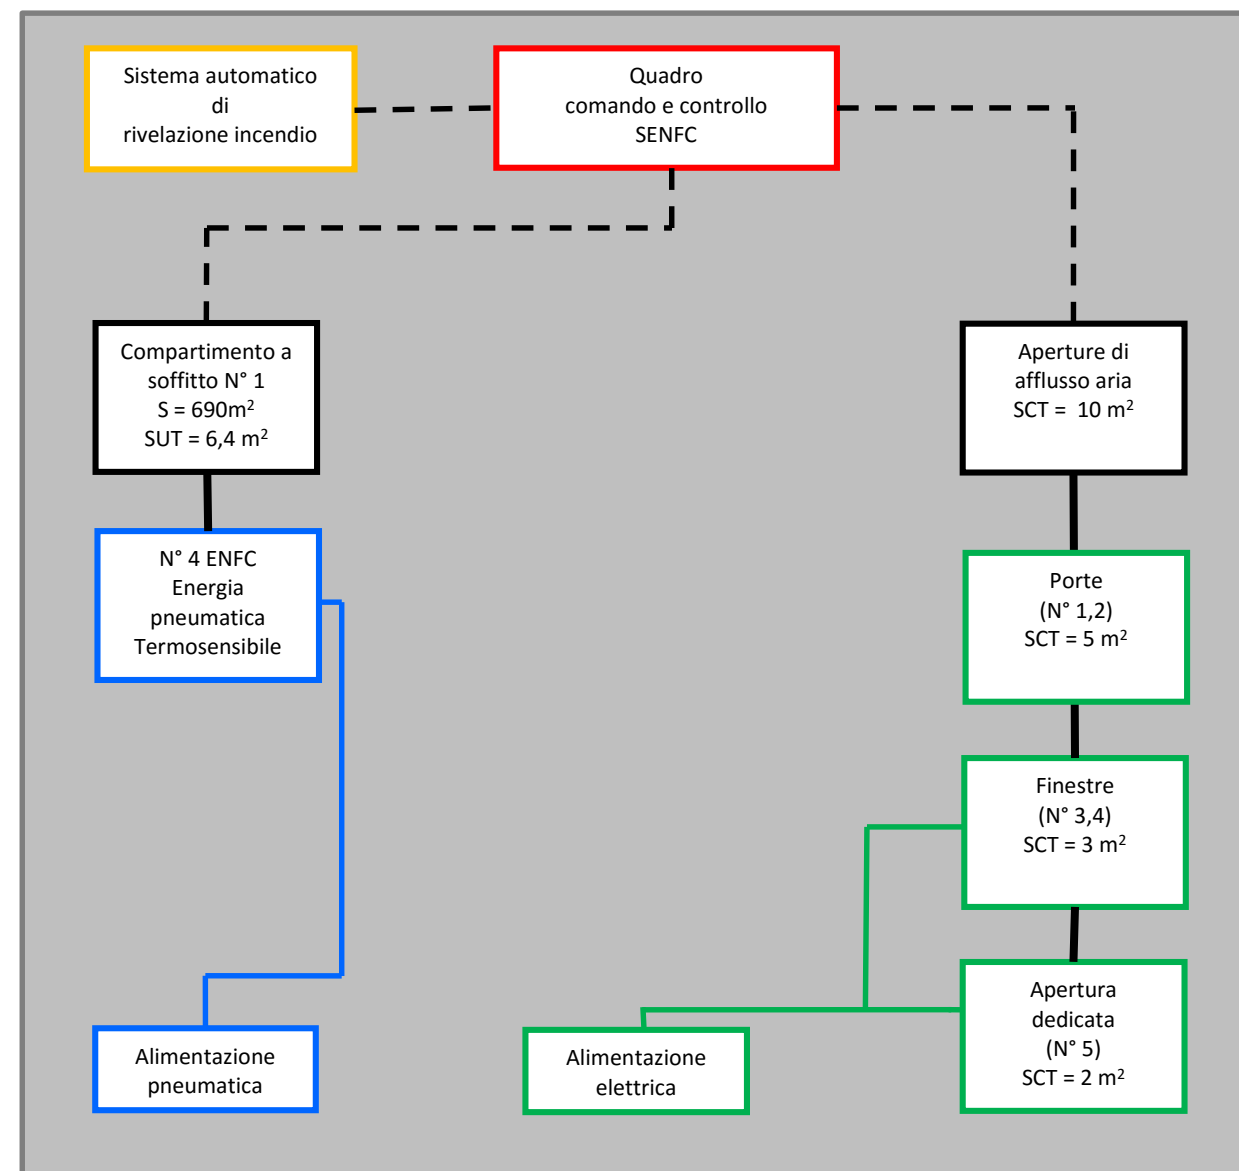 Sistema automatico
di
rivelazione incendio
Quadro
comando e controllo
SENFC
Compartimento a
soffitto N° 1
S = 690m²
SUT = 6,4 m²
Aperture di
afflusso aria
SCT =  10 m²
N° 4 ENFC
Energia
pneumatica
Termosensibile
Porte
(N° 1,2)
SCT = 5 m²
Finestre
(N° 3,4)
SCT = 3 m²
Apertura
dedicata
(N° 5)
SCT = 2 m²
Alimentazione
pneumatica
Alimentazione
elettrica